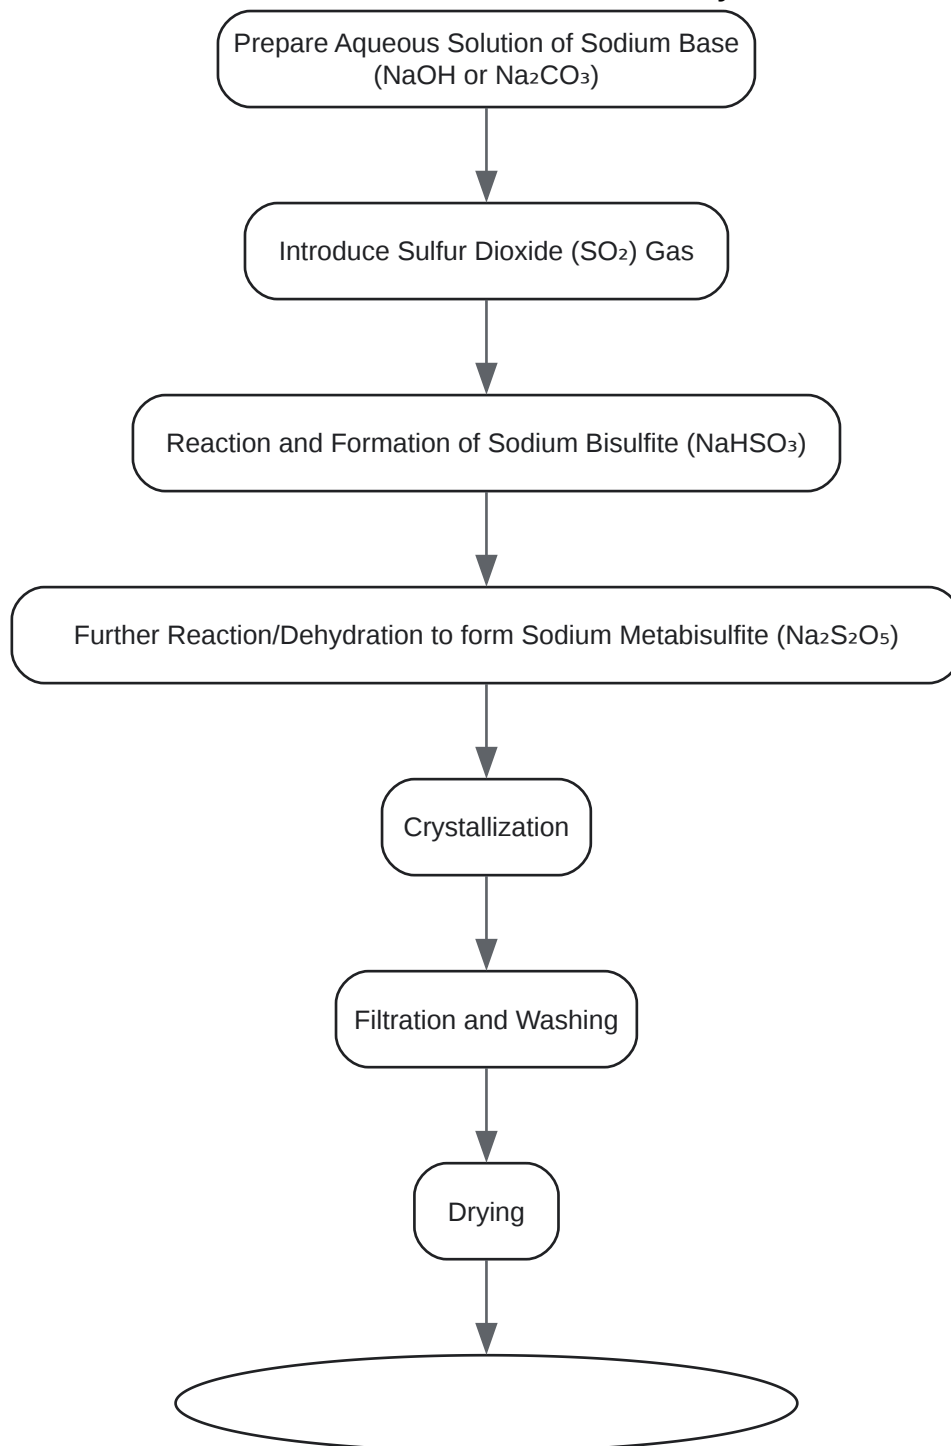 Prepare Aqueous Solution of Sodium Base
(NaOH or Na₂CO₃)
Introduce Sulfur Dioxide (SO₂) Gas
Reaction and Formation of Sodium Bisulfite (NaHSO₃)
Further Reaction/Dehydration to form Sodium Metabisulfite (Na₂S₂O₅)
Crystallization
Filtration and Washing
Drying